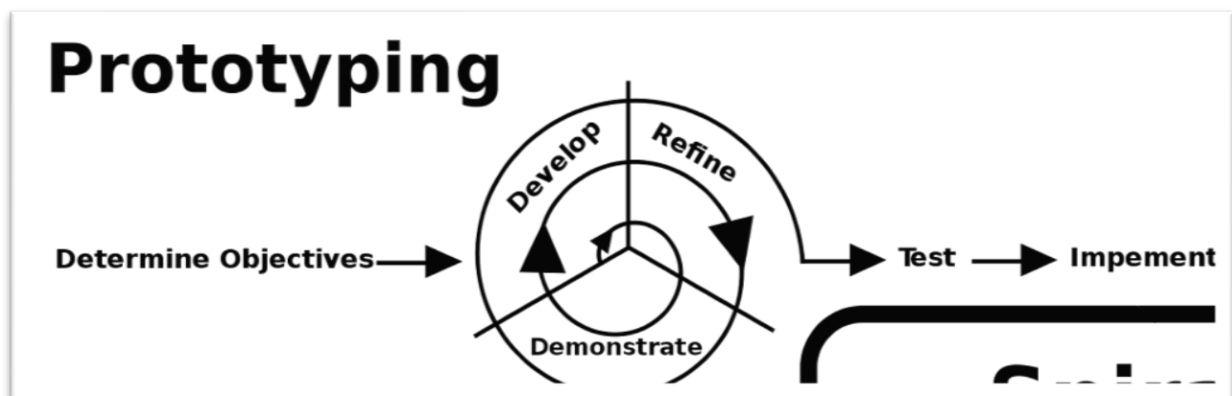 Prototyping
Develop
Refine
Determine Objectives
Test
Impement
Demonstrate